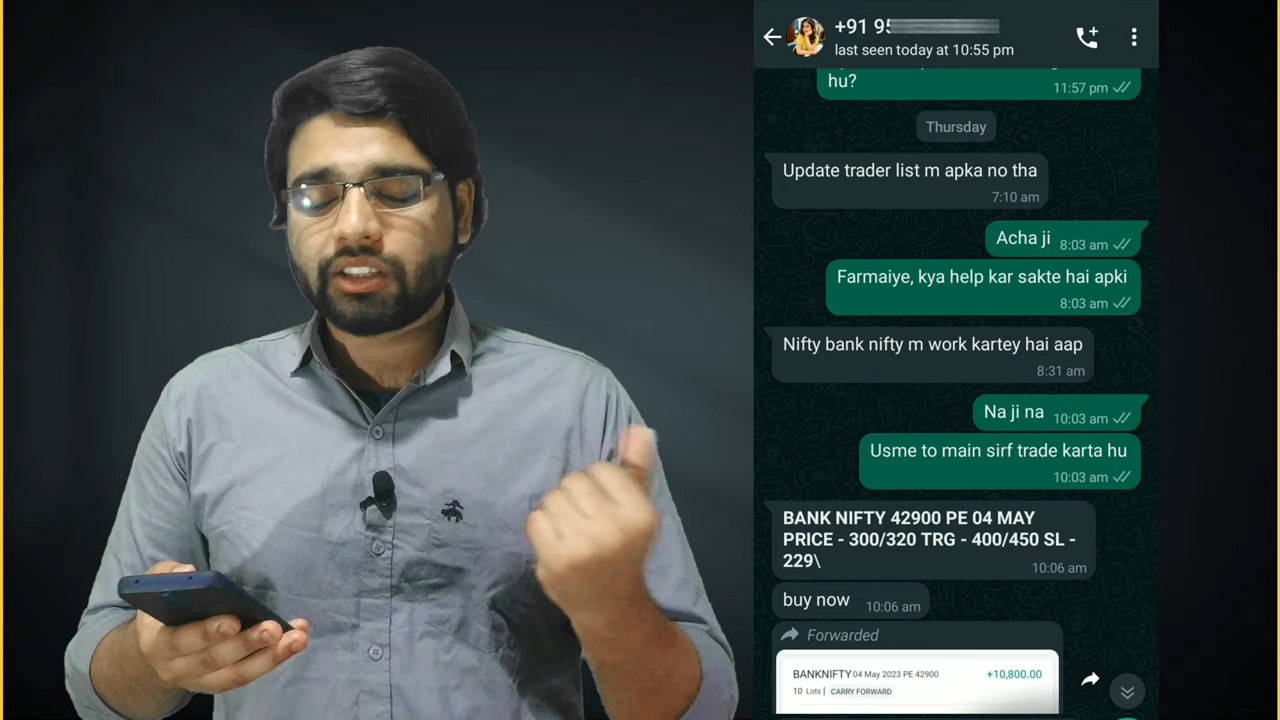 +91 95
last seen today at 10:55 pm
hu?
11:57 pm
Thursday
Update trader list m apka no tha
7:10 am
Acha ji 8:03 am
Farmaiye, kya help kar sakte hai apki
8:03 am
Nifty bank nifty m work kartey hai aap
8:31 am
Na ji na 10:03 am
Usme to main sirf trade karta hu
10:03 am
BANK NIFTY 42900 PE 04 MAY
PRICE - 300/320 TRG - 400/450 SL -
229\
10:06 am
buy now 10:06 am
Forwarded
BANKNIFTY 04 May 2023 PE 42900 +10,800.00
10 Lots | CARRY FORWARD